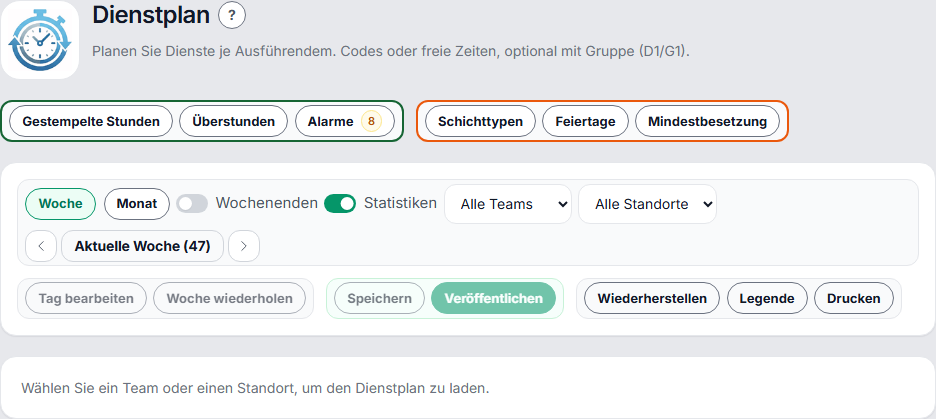 Dienstplan ?
Planen Sie Dienste je Ausführendem. Codes oder freie Zeiten, optional mit Gruppe (D1/G1).
Gestempelte Stunden Überstunden Alarme 8 Schichttypen Feiertage Mindestbesetzung
Woche Monat Wochenenden Statistiken Alle Teams Alle Standorte
Aktuelle Woche (47)
Tag bearbeiten Woche wiederholen Speichern Veröffentlichen Wiederherstellen Legende Drucken
Wählen Sie ein Team oder einen Standort, um den Dienstplan zu laden.